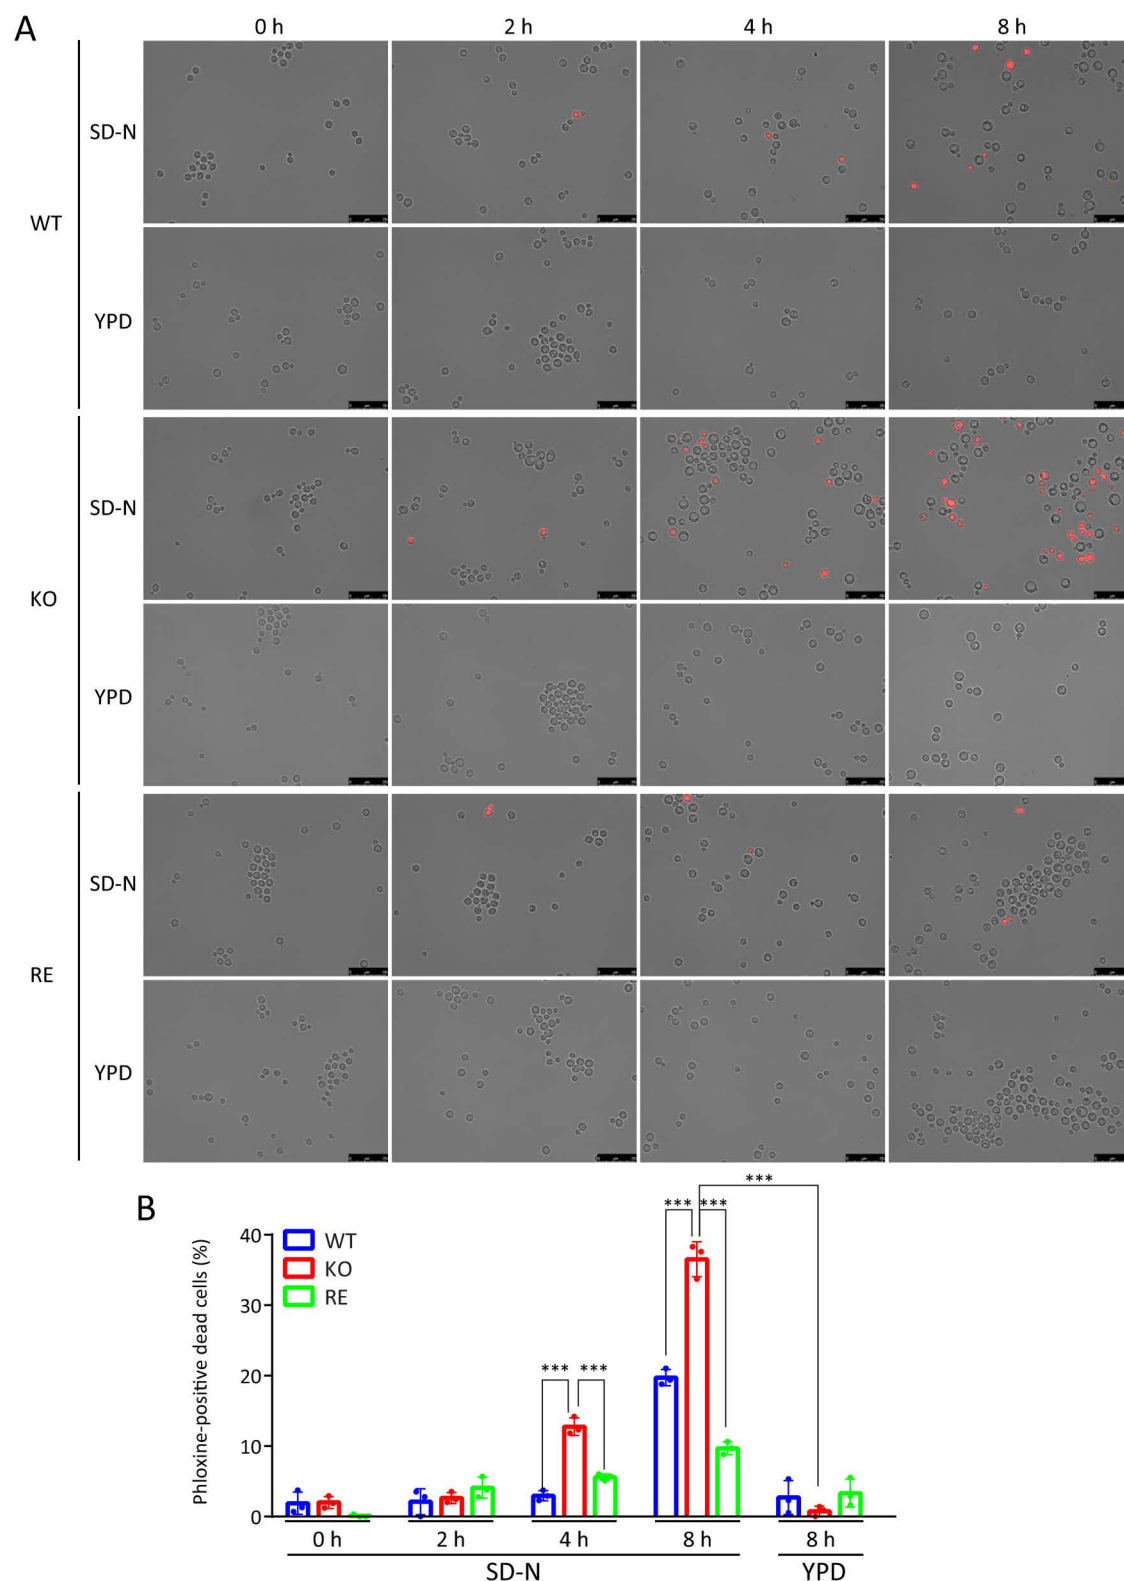 A
0 h 2 h 4 h 8 h
WT
SD-N
YPD
KO
SD-N
YPD
RE
SD-N
YPD
B
Phloxine-positive dead cells (%)
WT
KO
RE
40
30
20
10
0
*** ***
*** ***
***
0 h 2 h 4 h 8 h 8 h
SD-N YPD